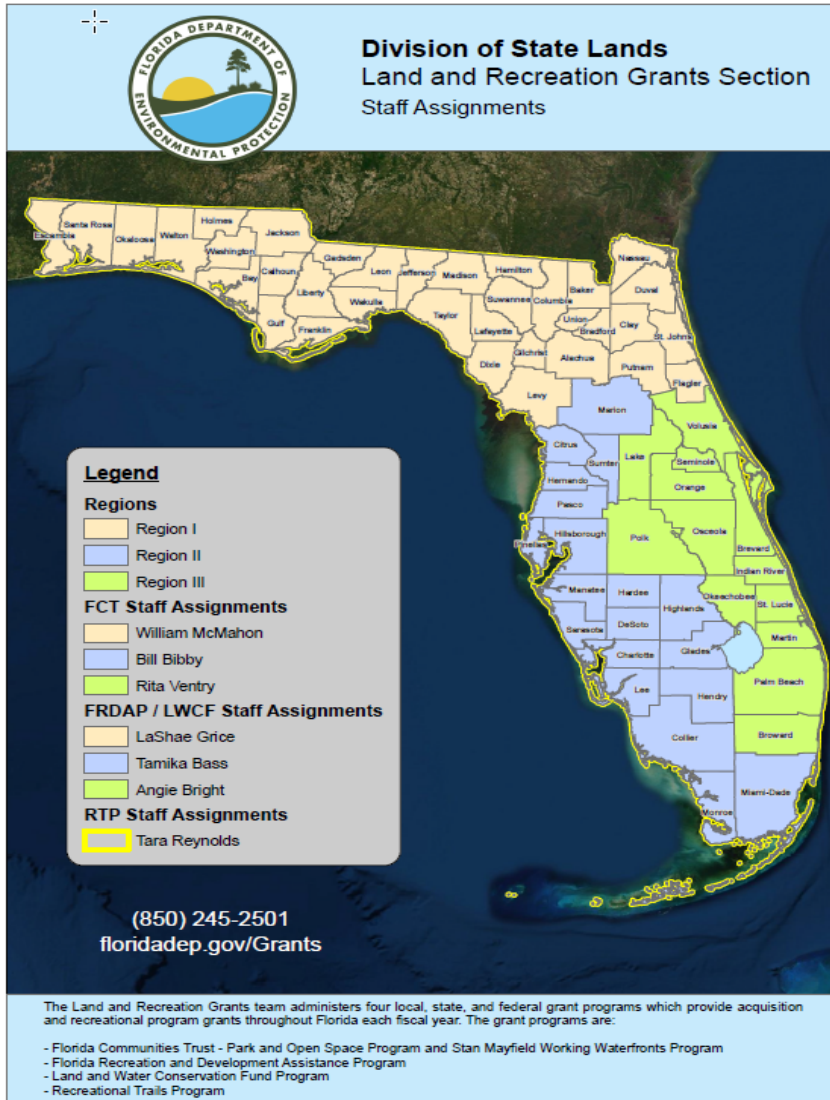 FLORIDA DEPARTMENT OF
ENVIRONMENTAL PROTECTION
Division of State Lands
Land and Recreation Grants Section
Staff Assignments
Escambia
Santa Rosa
Okaloosa
Walton
Holmes
Washington
Jackson
Bay
Calhoun
Gulf
Liberty
Gadsden
Franklin
Leon
Wakulla
Jefferson
Madison
Taylor
Hamilton
Suwannee
Columbia
Lafayette
Dixie
Gilchrist
Levy
Baker
Union
Bradford
Alachua
Nassau
Duval
Clay
St. Johns
Putnam
Flagler
Marion
Volusia
Citrus
Sumter
Lake
Seminole
Hernando
Orange
Pasco
Hillsborough
Pinellas
Polk
Osceola
Brevard
Indian River
Manatee
Hardee
Highlands
Okeechobee
St. Lucie
Sarasota
DeSoto
Martin
Charlotte
Glades
Lee
Hendry
Palm Beach
Collier
Broward
Miami-Dade
Monroe
Legend
Regions
Region I
Region II
Region III
FCT Staff Assignments
William McMahon
Bill Bibby
Rita Ventry
FRDAP / LWCF Staff Assignments
LaShae Grice
Tamika Bass
Angie Bright
RTP Staff Assignments
Tara Reynolds
(850) 245-2501
floridadep.gov/Grants
The Land and Recreation Grants team administers four local, state, and federal grant programs which provide acquisition
and recreational program grants throughout Florida each fiscal year. The grant programs are:
- Florida Communities Trust - Park and Open Space Program and Stan Mayfield Working Waterfronts Program
- Florida Recreation and Development Assistance Program
- Land and Water Conservation Fund Program
- Recreational Trails Program